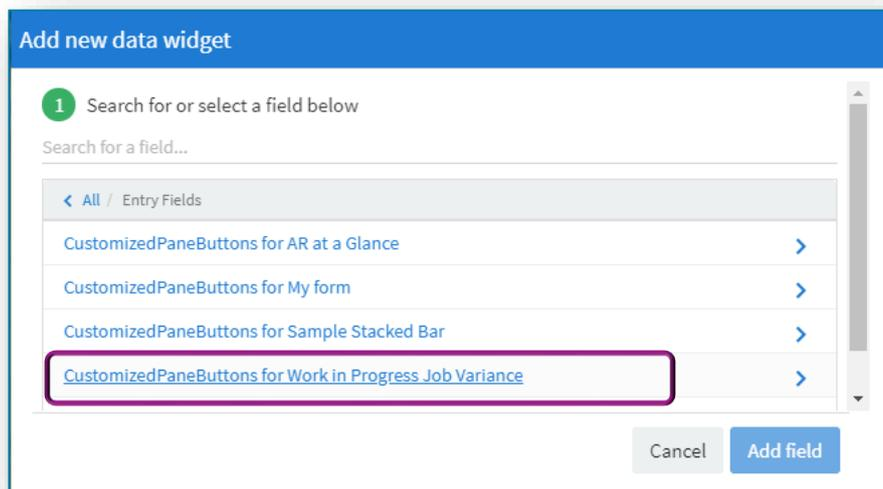 Add new data widget
1 Search for or select a field below
Search for a field...
All / Entry Fields
CustomizedPaneButtons for AR at a Glance
CustomizedPaneButtons for My form
CustomizedPaneButtons for Sample Stacked Bar
CustomizedPaneButtons for Work in Progress Job Variance
Cancel Add field